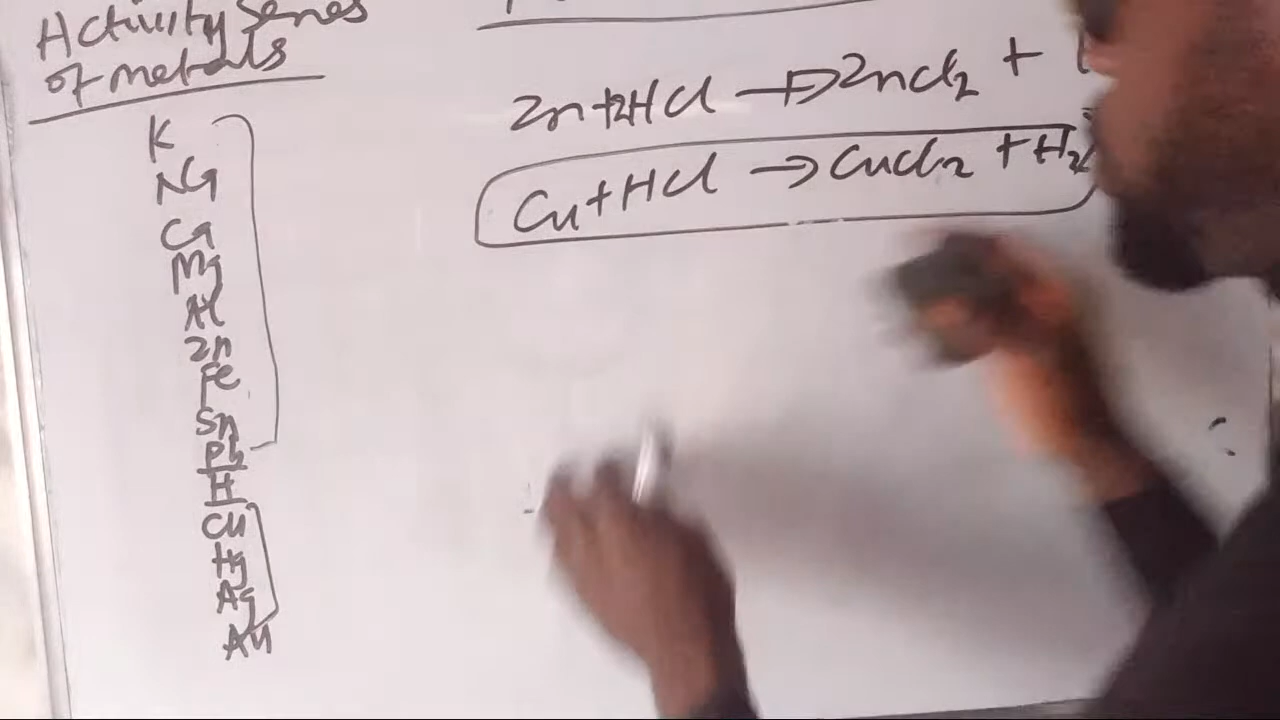 Activity Series
of metals
K
Na
Ca
Mg
Al
Zn
Fe
Sn
Pb
H
Cu
Hg
Ag
Au
Zn+2HCl → ZnCl₂ +
Cu+HCl → CuCl₂ +H₂